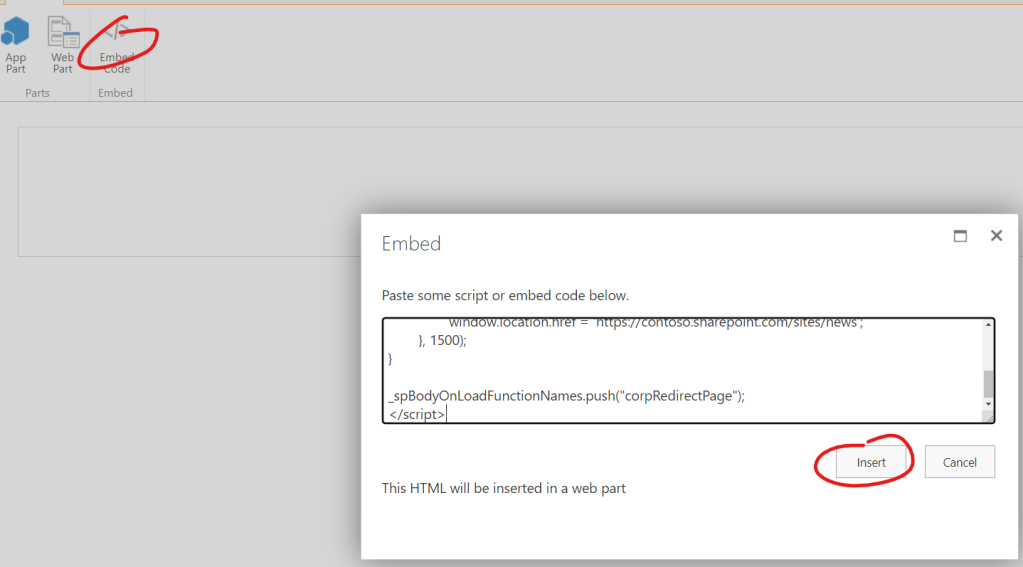 App
Part
Web
Part
Embed
Code
Parts
Embed
Embed
Paste some script or embed code below.
window.location.href = 'https://contoso.sharepoint.com/sites/news';
}, 1500);
}
_spBodyOnLoadFunctionNames.push("corpRedirectPage");
</script>
Insert
Cancel
This HTML will be inserted in a web part